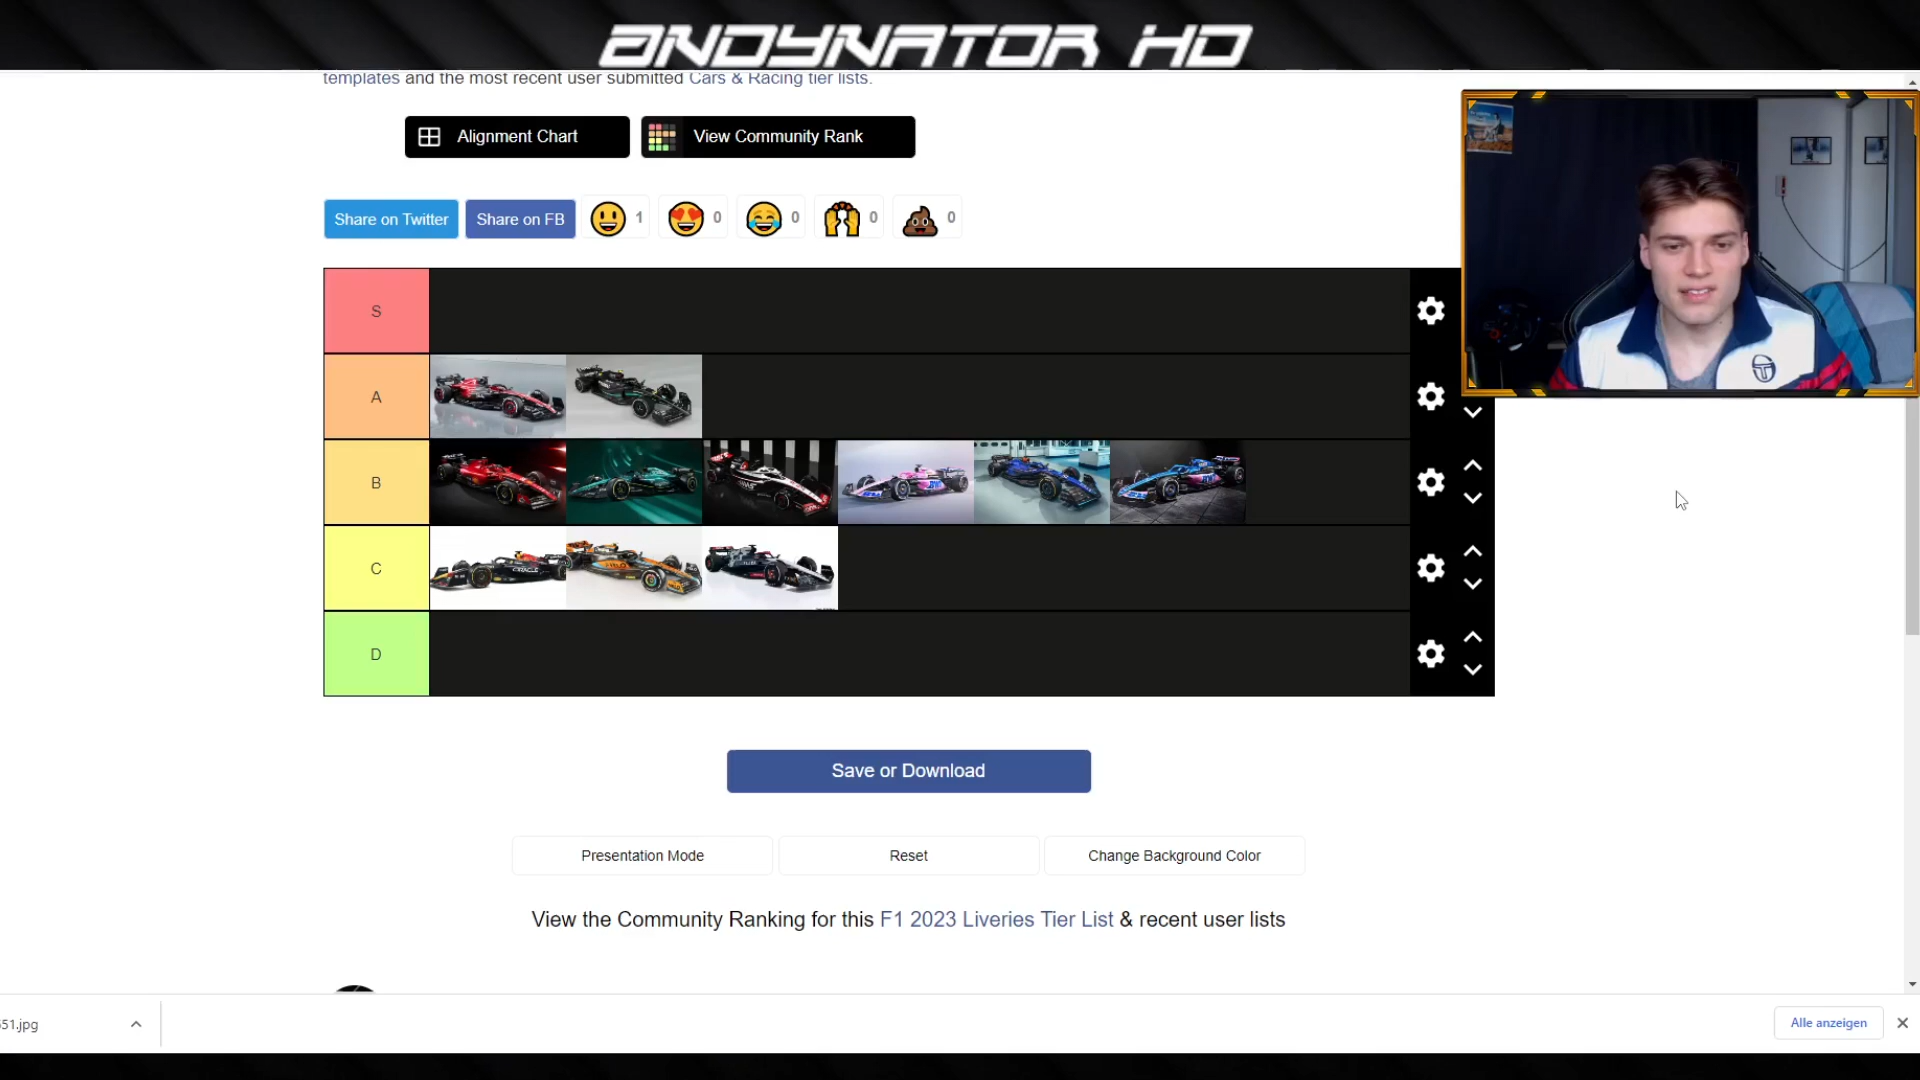 ANDYNATOR HD
templates and the most recent user submitted Cars & Racing tier lists.
Alignment Chart
View Community Rank
Share on Twitter
Share on FB
1
0
0
0
0
S
A
B
C
D
Save or Download
Presentation Mode
Reset
Change Background Color
View the Community Ranking for this F1 2023 Liveries Tier List & recent user lists
51.jpg
Alle anzeigen